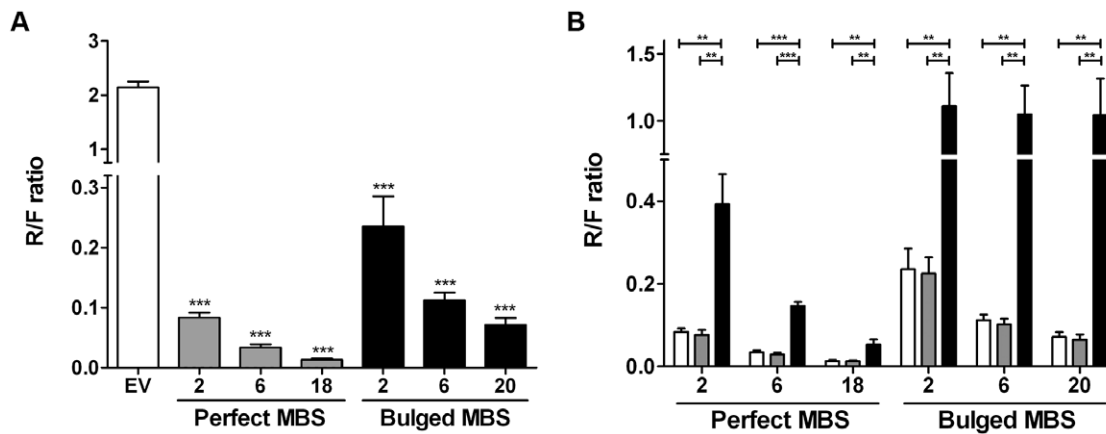 A
R/F ratio
3
2
1
0.3
0.2
0.1
0.0
***
***
***
***
***
***
EV 2 6 18 2 6 20
Perfect MBS Bulged MBS
B
R/F ratio
** *** ** ** ** **
** *** ** ** ** **
1.5
1.0
0.4
0.2
0.0
2 6 18 2 6 20
Perfect MBS Bulged MBS